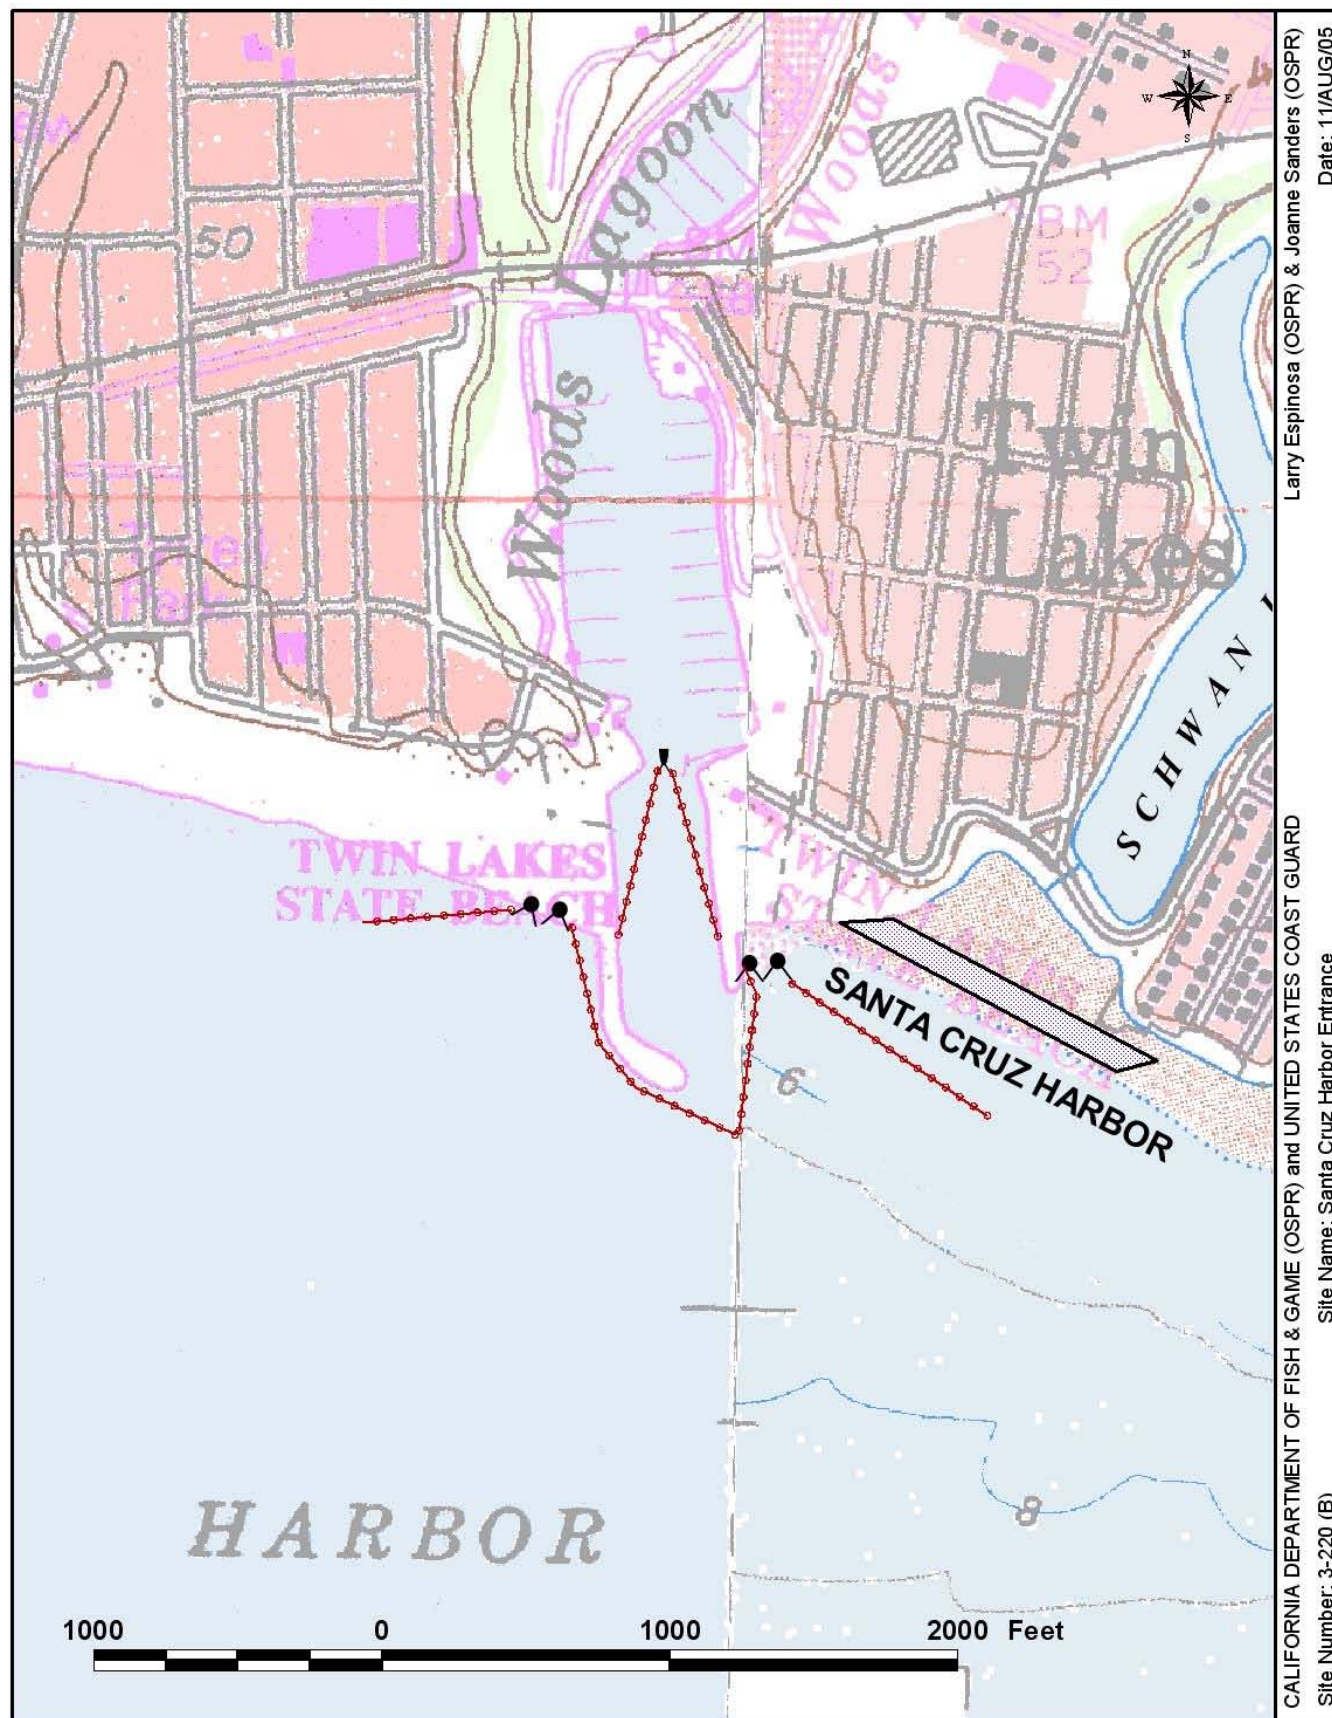 N
W E
S
Woods
Lagoon
50
BM
52
Woods
Twin
Lakes
SCHWAN
TWIN LAKES
STATE BEACH
TWIN LAKES
STATE BEACH
SANTA CRUZ HARBOR
6
8
HARBOR
1000 0 1000 2000 Feet
CALIFORNIA DEPARTMENT OF FISH & GAME (OSPR) and UNITED STATES COAST GUARD Larry Espinosa (OSPR) & Joanne Sanders (OSPR)
Site Number: 3-220 (B) Site Name: Santa Cruz Harbor Entrance Date: 11/AUG/05